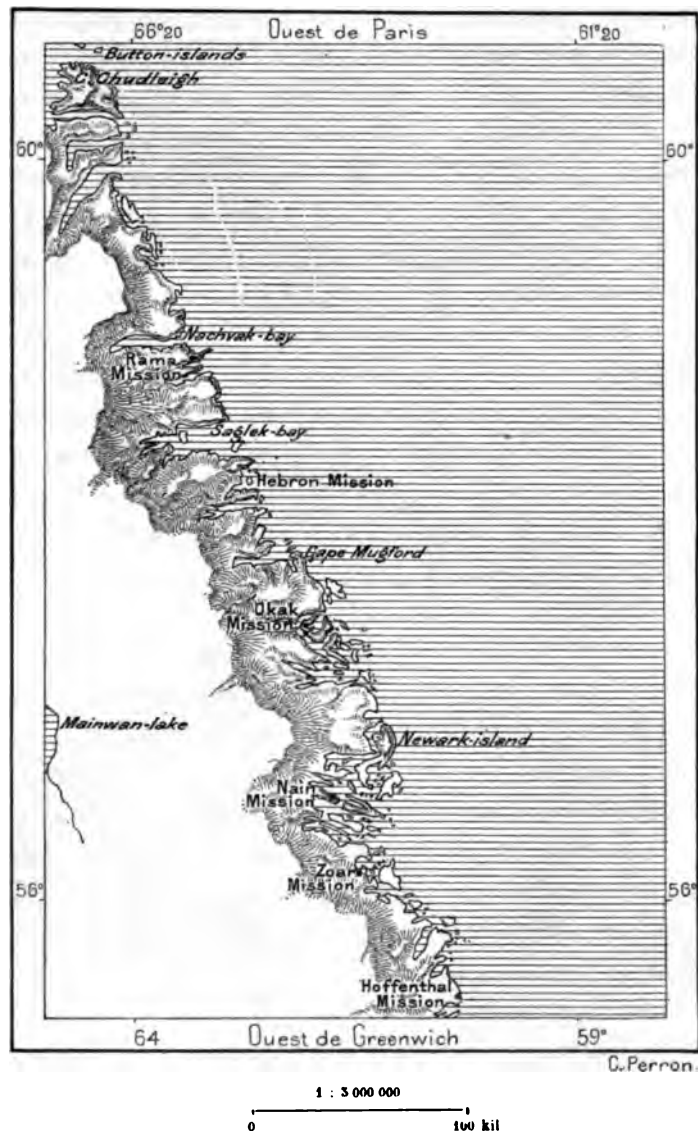 66°20 Ouest de Paris 61°20
Button-islands
C. Chudleigh
60° 60°
Nachvak-bay
Rama
Mission
Saglek-bay
Hebron Mission
Cape Mugford
Okak
Mission
Mainwan-lake
Newark-island
Nain
Mission
Zoar
Mission
56° 56°
Hoffenthal
Mission
64 Ouest de Greenwich 59°
C. Perron
1 : 3 000 000
0 100 kil